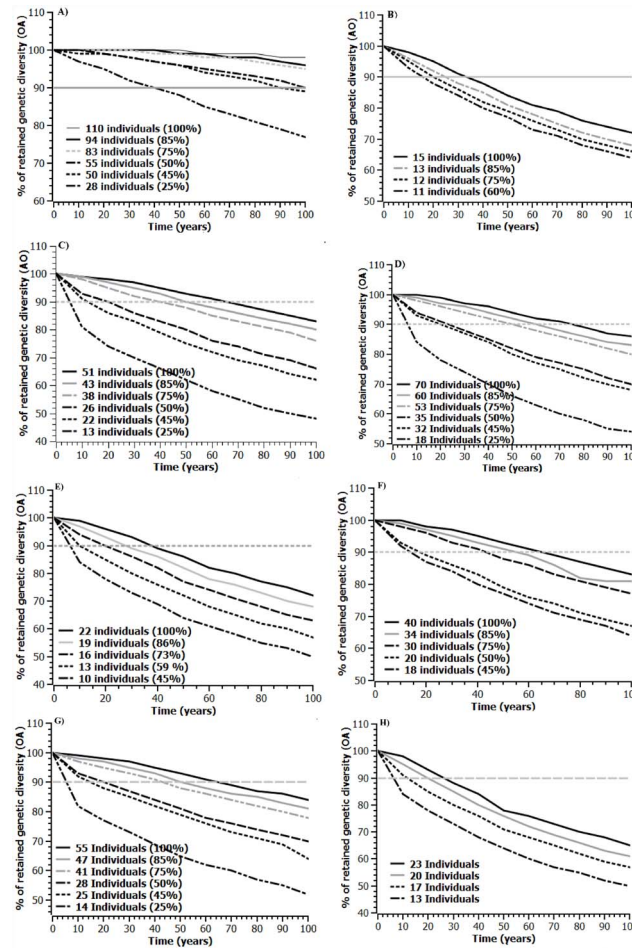 A)
% of retained genetic diversity (OA)
110
100
90
80
70
60
110 individuals (100%)
94 individuals (85%)
83 individuals (75%)
55 individuals (50%)
50 individuals (45%)
28 individuals (25%)
0 10 20 30 40 50 60 70 80 90 100
Time (years)
B)
% of retained genetic diversity (OA)
110
100
90
80
70
60
50
15 individuals (100%)
13 individuals (85%)
12 individuals (75%)
11 individuals (60%)
0 10 20 30 40 50 60 70 80 90 100
Time (years)
C)
% of retained genetic diversity (AO)
110
100
90
80
70
60
50
40
51 individuals (100%)
43 individuals (85%)
38 individuals (75%)
26 individuals (50%)
22 individuals (45%)
13 individuals (25%)
0 10 20 30 40 50 60 70 80 90 100
Time (years)
D)
% of retained genetic diversity (AO)
110
100
90
80
70
60
50
70 Individuals (100%)
60 Individuals (85%)
53 Individuals (75%)
35 Individuals (50%)
32 Individuals (45%)
18 Individuals (25%)
0 10 20 30 40 50 60 70 80 90 100
Time (years)
E)
% of retained genetic diversity (OA)
110
100
90
80
70
60
50
40
22 individuals (100%)
19 individuals (86%)
16 individuals (73%)
13 individuals (59 %)
10 individuals (45%)
0 20 40 60 80 100
Time (years)
F)
% of retained genetic diversity (OA)
110
100
90
80
70
60
50
40 individuals (100%)
34 individuals (85%)
30 individuals (75%)
20 individuals (50%)
18 individuals (45%)
0 20 40 60 80 100
Time (years)
G)
% of retained genetic diversity (OA)
110
100
90
80
70
60
50
55 Individuals (100%)
47 Individuals (85%)
41 Individuals (75%)
28 Individuals (50%)
25 Individuals (45%)
14 Individuals (25%)
0 10 20 30 40 50 60 70 80 90 100
Time (years)
H)
% of retained genetic diversity (OA)
110
100
90
80
70
60
50
40
23 Individuals
20 Individuals
17 Individuals
13 Individuals
0 10 20 30 40 50 60 70 80 90 100
Time (years)